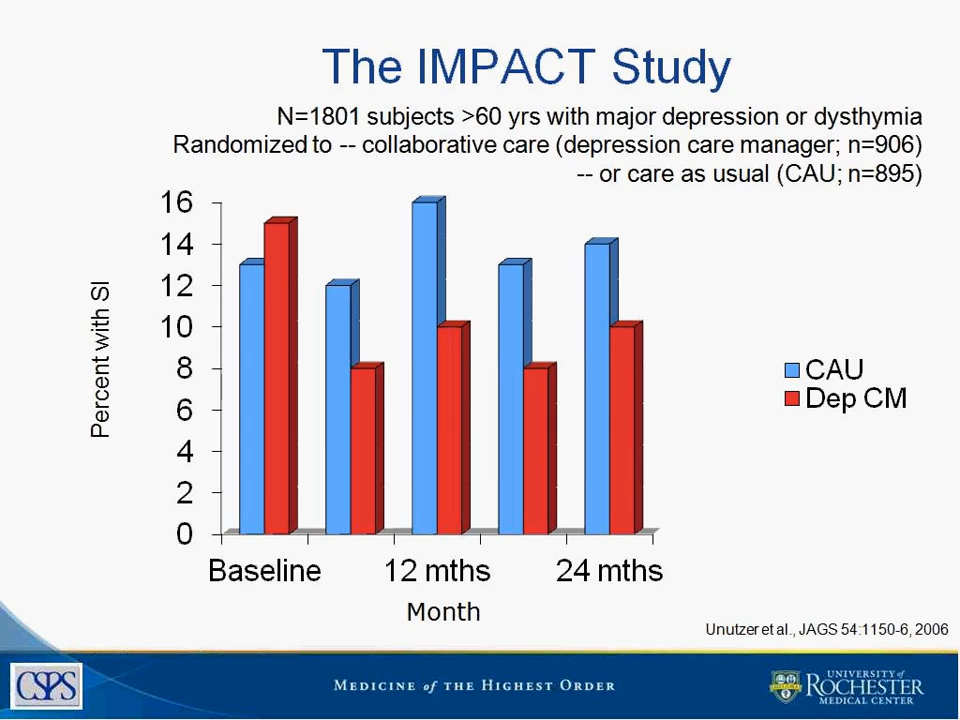 The IMPACT Study
N=1801 subjects >60 yrs with major depression or dysthymia
Randomized to -- collaborative care (depression care manager; n=906)
-- or care as usual (CAU; n=895)
16
14
12
10
8
6
4
2
0
Percent with SI
Baseline
12 mths
24 mths
Month
CAU
Dep CM
Unutzer et al., JAGS 54:1150-6, 2006
CSPS
MEDICINE of THE HIGHEST ORDER
UNIVERSITY of
ROCHESTER
MEDICAL CENTER